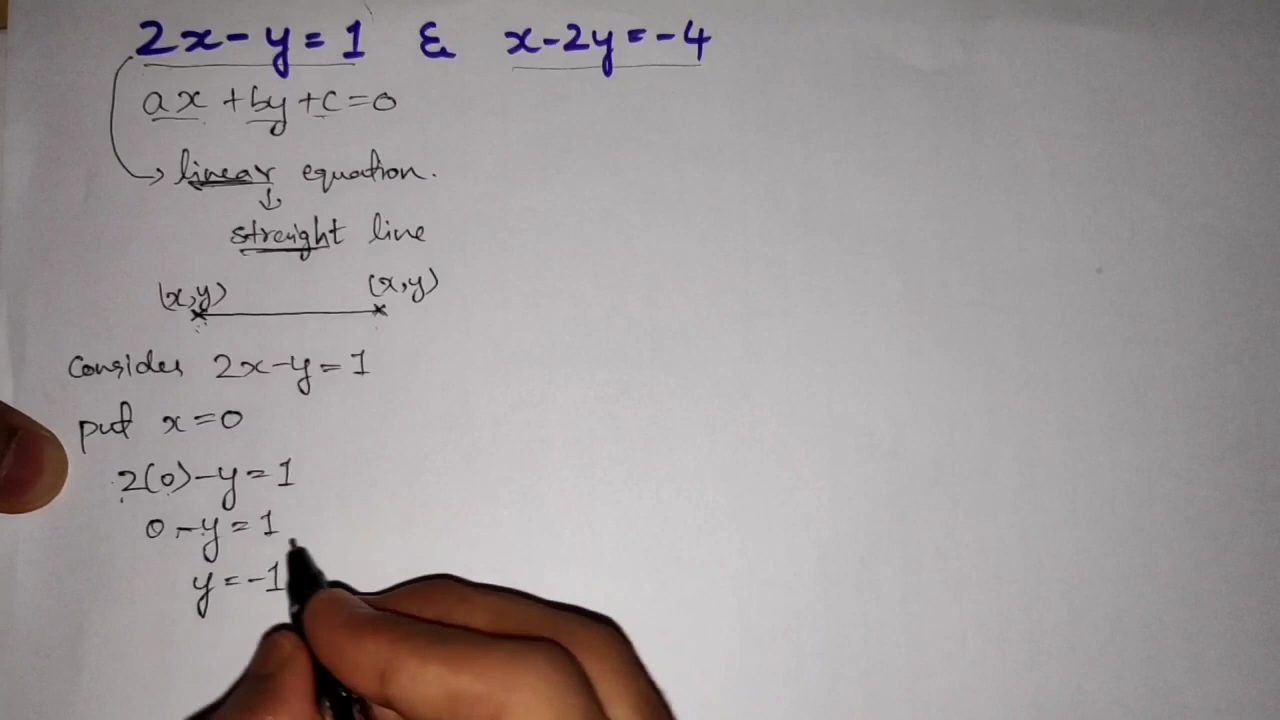 2x-y=1 & x-2y=-4
ax+by+c=0
linear equation.
streight line
(x,y) (x,y)
Consider 2x-y=1
put x=0
2(0)-y=1
0-y=1
y=-1